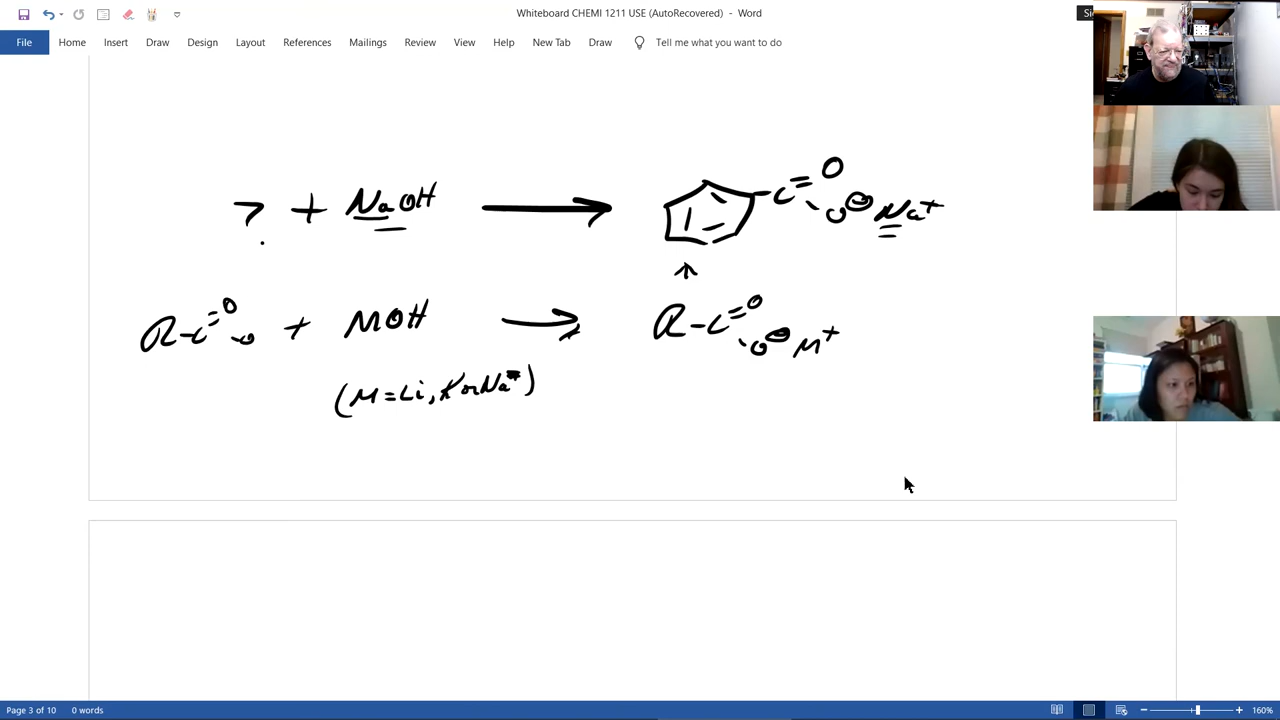 Whiteboard CHEMI 1211 USE (AutoRecovered) - Word
File Home Insert Draw Design Layout References Mailings Review View Help New Tab Draw Tell me what you want to do
? + NaOH → C = O O ⊖ Na+
R-C=O -O + MOH → R-C=O -O ⊖ M+
(M=Li, K or Na)
Page 3 of 10 0 words 160%